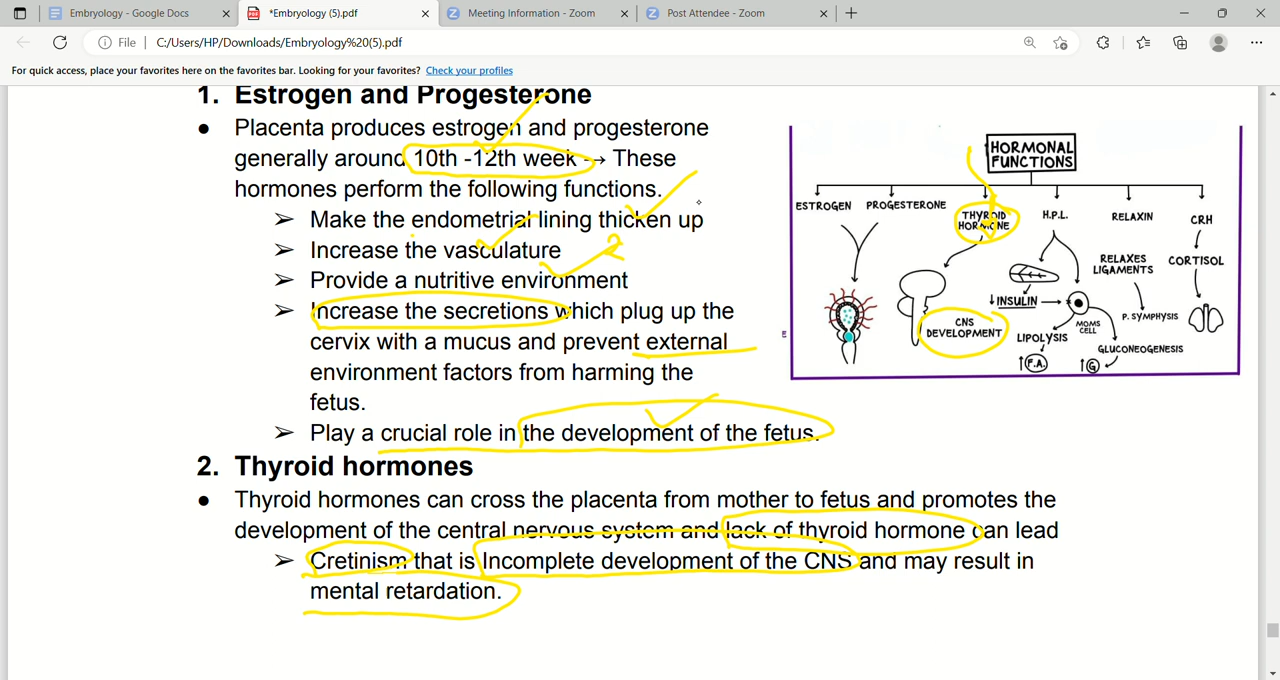 Embryology - Google Docs
*Embryology (5).pdf
Meeting Information - Zoom
Post Attendee - Zoom
File
C:/Users/HP/Downloads/Embryology%20(5).pdf
For quick access, place your favorites here on the favorites bar. Looking for your favorites? Check your profiles
1. Estrogen and Progesterone
● Placenta produces estrogen and progesterone
generally around 10th -12th week → These
hormones perform the following functions.
➢ Make the endometrial lining thicken up
➢ Increase the vasculature
➢ Provide a nutritive environment
➢ Increase the secretions which plug up the
cervix with a mucus and prevent external
environment factors from harming the
fetus.
➢ Play a crucial role in the development of the fetus.
2. Thyroid hormones
● Thyroid hormones can cross the placenta from mother to fetus and promotes the
development of the central nervous system and lack of thyroid hormone can lead
➢ Cretinism that is Incomplete development of the CNS and may result in
mental retardation.
2
HORMONAL
FUNCTIONS
ESTROGEN PROGESTERONE THYROID H.P.L. RELAXIN CRH
HORMONE
RELAXES CORTISOL
LIGAMENTS
↓INSULIN
P. SYMPHYSIS
CNS
DEVELOPMENT
MOMS
CELL
LIPOLYSIS
GLUCONEOGENESIS
↑F.A.
↑G